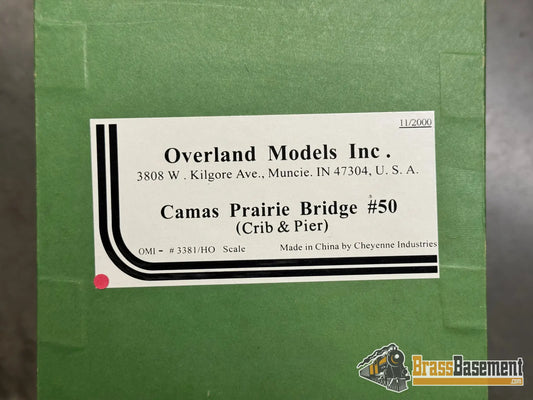 11/2000
Overland Models Inc .
3808 W . Kilgore Ave., Muncie. IN 47304, U. S. A.
Camas Prairie Bridge #50
(Crib & Pier)
OMI - # 3381/HO Scale Made in China by Cheyenne Industries
BrassBasement
.com